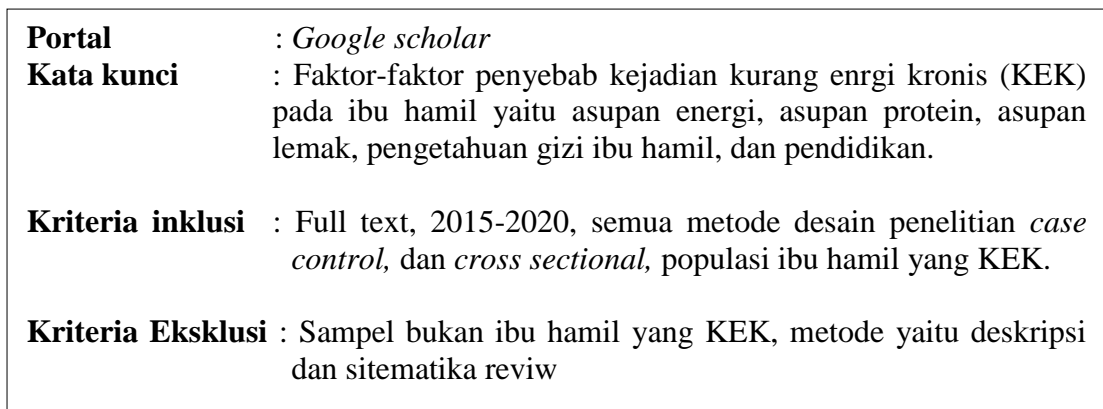 Portal : Google scholar
Kata kunci : Faktor-faktor penyebab kejadian kurang enrgi kronis (KEK)
pada ibu hamil yaitu asupan energi, asupan protein, asupan
lemak, pengetahuan gizi ibu hamil, dan pendidikan.
Kriteria inklusi : Full text, 2015-2020, semua metode desain penelitian case
control, dan cross sectional, populasi ibu hamil yang KEK.
Kriteria Eksklusi : Sampel bukan ibu hamil yang KEK, metode yaitu deskripsi
dan sitematika reviw